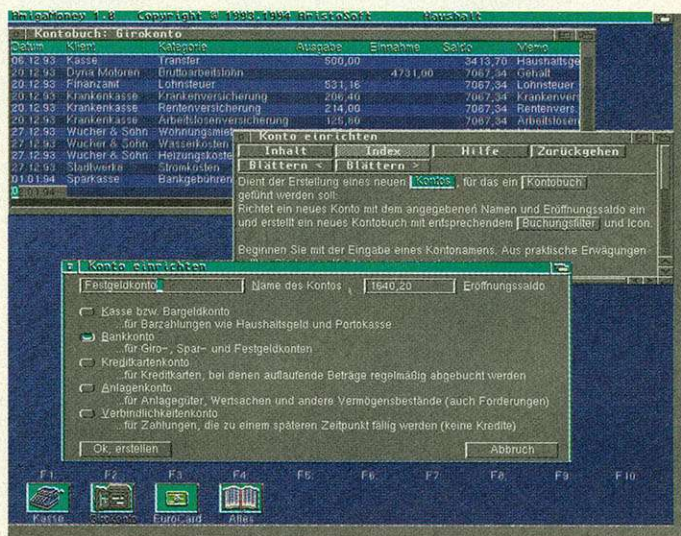 AmigaMoney 1.0 Copyright © 1993-1994 AristoSoft Haushalt
Kontobuch: Girokonto
Datum Klient Kategorie Ausgabe Einnahme Saldo Memo
06.12.93 Kasse Transfer 500,00 3413,70 Haushaltsge
20.12.93 Dyna Motoren Bruttoarbeitslohn 4731,00 7067,34 Gehalt
20.12.93 Finanzamt Lohnsteuer 531,16 7067,34 Lohnsteuer
20.12.93 Krankenkasse Krankenversicherung 206,40 7067,34 Krankenvers
20.12.93 Krankenkasse Rentenversicherung 214,00 7067,34 Rentenvers.
20.12.93 Krankenkasse Arbeitslosenversicherung 125,60 7067,34 Arbeitslosen
27.12.93 Wucher & Sohn Wohnungsmie
27.12.93 Wucher & Sohn Wasserkosten
27.12.93 Wucher & Sohn Heizungskoste
27.12.93 Stadtwerke Stromkosten
01.01.94 Sparkasse Bankgebühren
01.94
Konto einrichten
Inhalt Index Hilfe Zurückgehen
Blättern < Blättern >
Dient der Erstellung eines neuen Kontos, für das ein Kontobuch
geführt werden soll:
Richtet ein neues Konto mit dem angegebenen Namen und Eröffnungssaldo ein
und erstellt ein neues Kontobuch mit entsprechendem Buchungsfilter und Icon.
Beginnen Sie mit der Eingabe eines Kontonamens. Aus praktische Erwägungen
Konto einrichten
Festgeldkonto Name des Kontos 1640,20 Eröffnungssaldo
Kasse bzw. Bargeldkonto
...für Barzahlungen wie Haushaltsgeld und Portokasse
Bankkonto
...für Giro-, Spar- und Festgeldkonten
Kreditkartenkonto
...für Kreditkarten, bei denen auflaufende Beträge regelmäßig abgebucht werden
Anlagenkonto
...für Anlagegüter, Wertsachen und andere Vermögensbestände (auch Forderungen)
Verbindlichkeitenkonto
...für Zahlungen, die zu einem späteren Zeitpunkt fällig werden (keine Kredite)
Ok, erstellen Abbruch
F1 F2 F3 F4 F5 F6 F7 F8 F9 F10
Kasse Girokonto EuroCard Alles